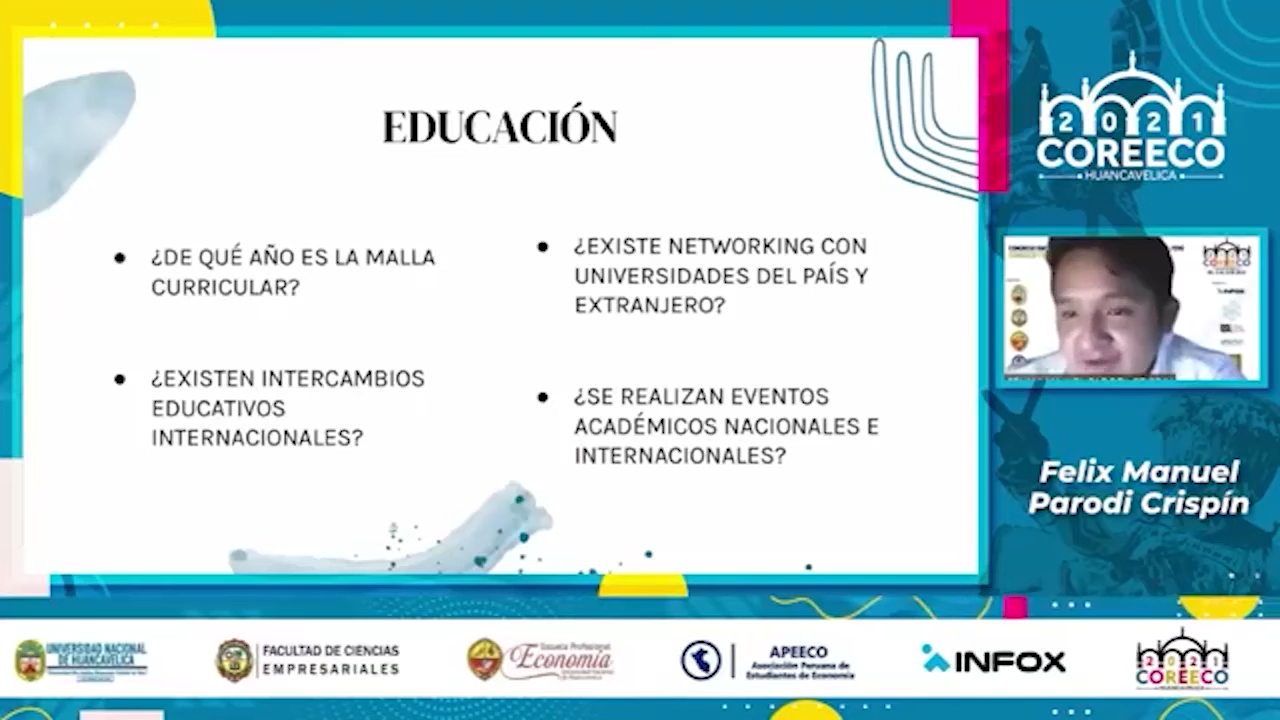 EDUCACIÓN
● ¿DE QUÉ AÑO ES LA MALLA
CURRICULAR?
● ¿EXISTEN INTERCAMBIOS
EDUCATIVOS
INTERNACIONALES?
● ¿EXISTE NETWORKING CON
UNIVERSIDADES DEL PAÍS Y
EXTRANJERO?
● ¿SE REALIZAN EVENTOS
ACADÉMICOS NACIONALES E
INTERNACIONALES?
2021
COREECO
HUANCAVELICA
Felix Manuel
Parodi Crispín
UNIVERSIDAD NACIONAL
DE HUANCAVELICA
FACULTAD DE CIENCIAS
EMPRESARIALES
Escuela Profesional
Economía
APEECO
Asociación Peruana de
Estudiantes de Economía
INFOX
2021
COREECO